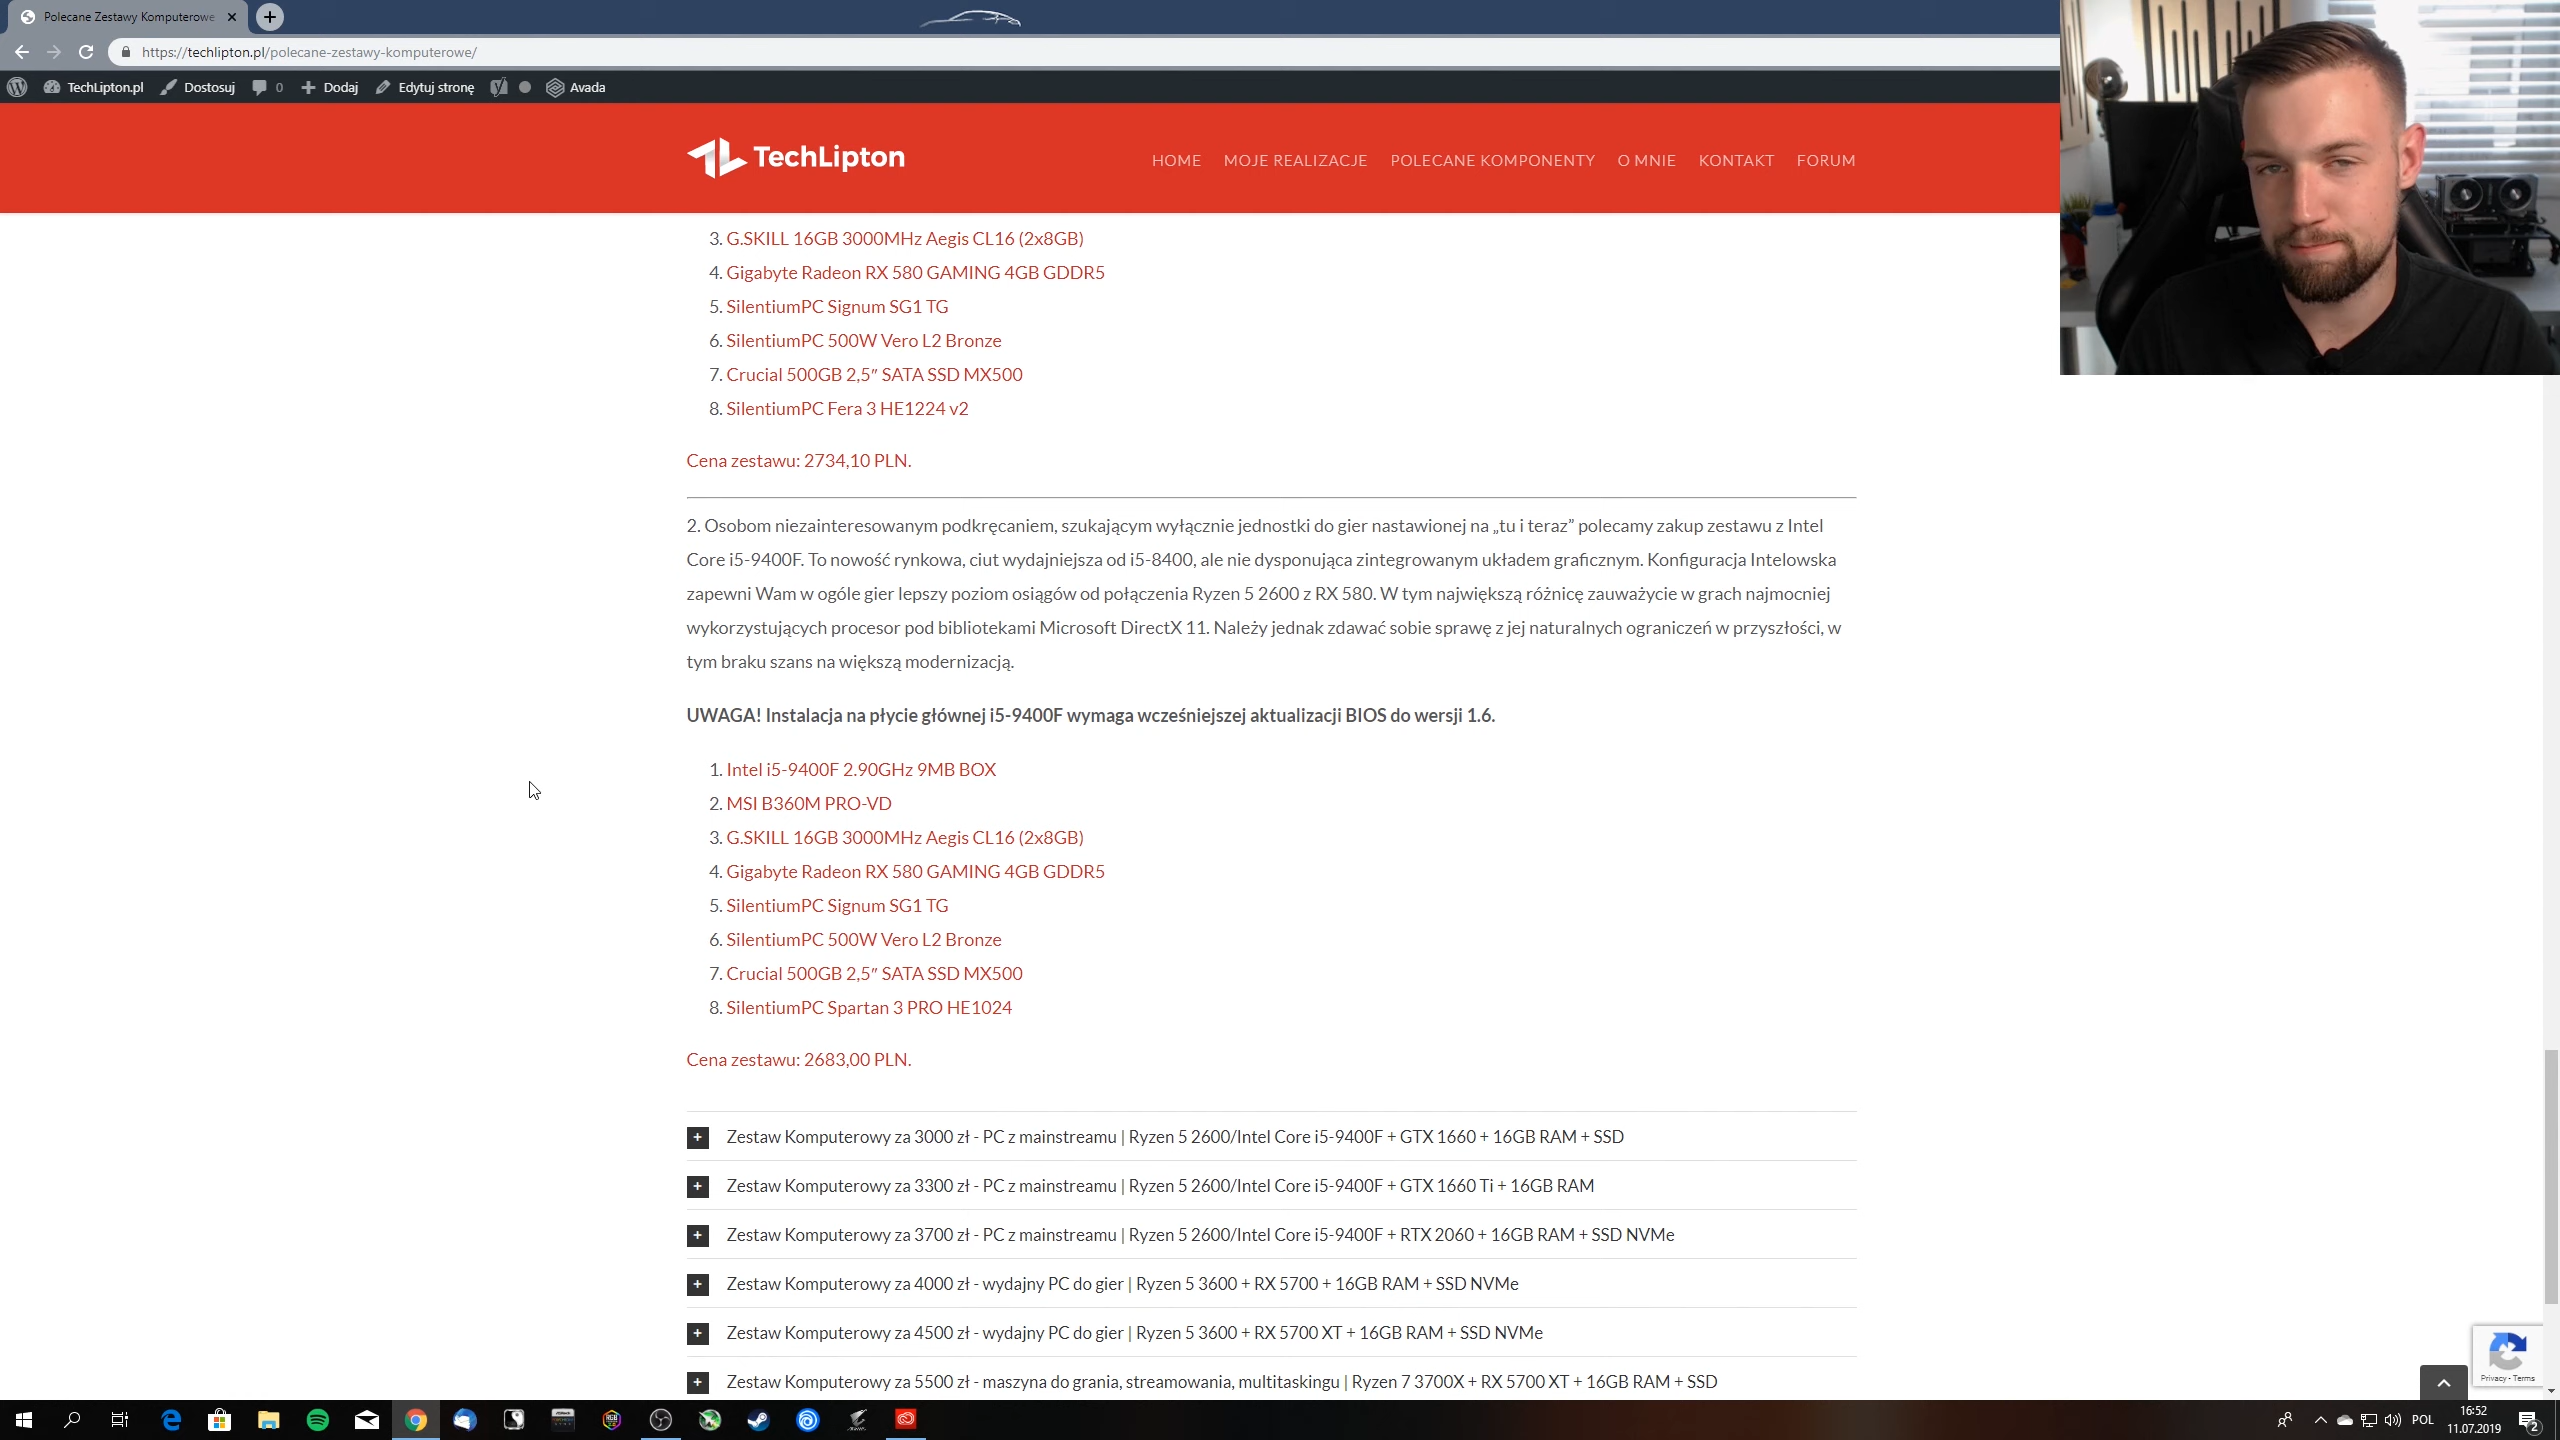 Polecane Zestawy Komputerowe
https://techlipton.pl/polecane-zestawy-komputerowe/
TechLipton.pl Dostosuj 0 Dodaj Edytuj stronę Avada
TechLipton
HOME MOJE REALIZACJE POLECANE KOMPONENTY O MNIE KONTAKT FORUM
3. G.SKILL 16GB 3000MHz Aegis CL16 (2x8GB)
4. Gigabyte Radeon RX 580 GAMING 4GB GDDR5
5. SilentiumPC Signum SG1 TG
6. SilentiumPC 500W Vero L2 Bronze
7. Crucial 500GB 2,5″ SATA SSD MX500
8. SilentiumPC Fera 3 HE1224 v2
Cena zestawu: 2734,10 PLN.
2. Osobom niezainteresowanym podkręcaniem, szukającym wyłącznie jednostki do gier nastawionej na „tu i teraz” polecamy zakup zestawu z Intel
Core i5-9400F. To nowość rynkowa, ciut wydajniejsza od i5-8400, ale nie dysponująca zintegrowanym układem graficznym. Konfiguracja Intelowska
zapewni Wam w ogóle gier lepszy poziom osiągów od połączenia Ryzen 5 2600 z RX 580. W tym największą różnicę zauważycie w grach najmocniej
wykorzystujących procesor pod bibliotekami Microsoft DirectX 11. Należy jednak zdawać sobie sprawę z jej naturalnych ograniczeń w przyszłości, w
tym braku szans na większą modernizacją.
UWAGA! Instalacja na płycie głównej i5-9400F wymaga wcześniejszej aktualizacji BIOS do wersji 1.6.
1. Intel i5-9400F 2.90GHz 9MB BOX
2. MSI B360M PRO-VD
3. G.SKILL 16GB 3000MHz Aegis CL16 (2x8GB)
4. Gigabyte Radeon RX 580 GAMING 4GB GDDR5
5. SilentiumPC Signum SG1 TG
6. SilentiumPC 500W Vero L2 Bronze
7. Crucial 500GB 2,5″ SATA SSD MX500
8. SilentiumPC Spartan 3 PRO HE1024
Cena zestawu: 2683,00 PLN.
Zestaw Komputerowy za 3000 zł - PC z mainstreamu | Ryzen 5 2600/Intel Core i5-9400F + GTX 1660 + 16GB RAM + SSD
Zestaw Komputerowy za 3300 zł - PC z mainstreamu | Ryzen 5 2600/Intel Core i5-9400F + GTX 1660 Ti + 16GB RAM
Zestaw Komputerowy za 3700 zł - PC z mainstreamu | Ryzen 5 2600/Intel Core i5-9400F + RTX 2060 + 16GB RAM + SSD NVMe
Zestaw Komputerowy za 4000 zł - wydajny PC do gier | Ryzen 5 3600 + RX 5700 + 16GB RAM + SSD NVMe
Zestaw Komputerowy za 4500 zł - wydajny PC do gier | Ryzen 5 3600 + RX 5700 XT + 16GB RAM + SSD NVMe
Zestaw Komputerowy za 5500 zł - maszyna do grania, streamowania, multitaskingu | Ryzen 7 3700X + RX 5700 XT + 16GB RAM + SSD
Privacy - Terms
POL
16:52
11.07.2019
2